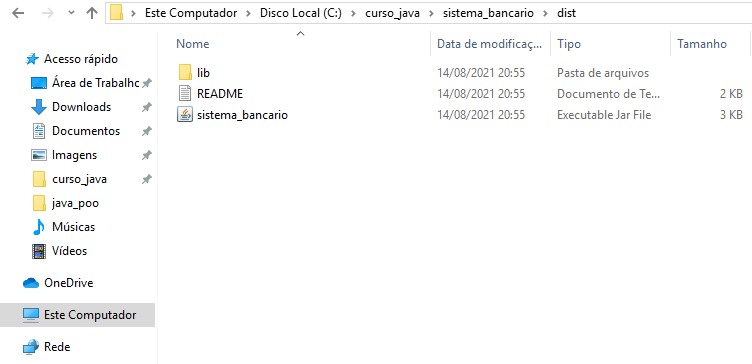 Este Computador > Disco Local (C:) > curso_java > sistema_bancario > dist
Nome Data de modificaç... Tipo Tamanho
Acesso rápido
Área de Trabalho
Downloads
Documentos
Imagens
curso_java
java_poo
Músicas
Vídeos
OneDrive
Este Computador
Rede
lib 14/08/2021 20:55 Pasta de arquivos
README 14/08/2021 20:55 Documento de Te... 2 KB
sistema_bancario 14/08/2021 20:55 Executable Jar File 3 KB